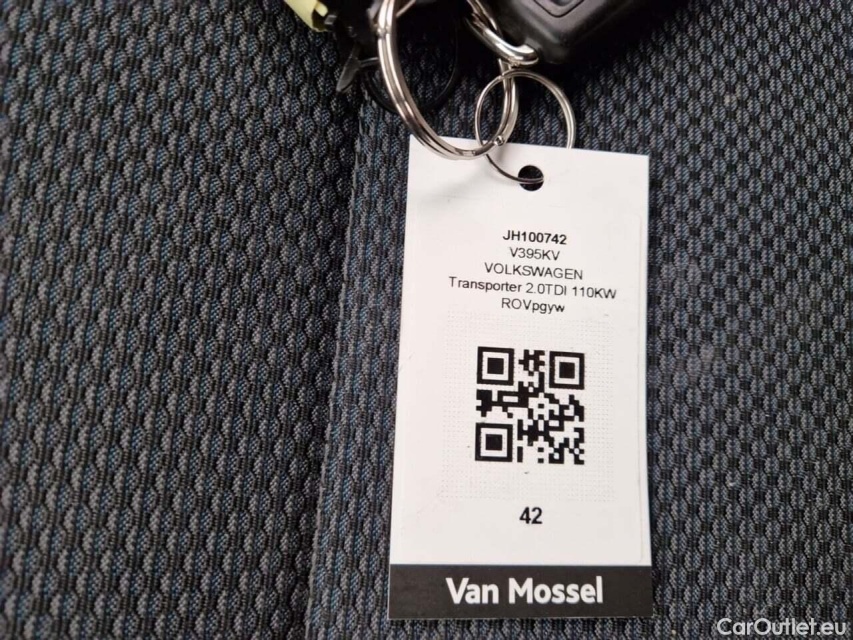 JH100742
V395KV
VOLKSWAGEN
Transporter 2.0TDI 110KW
ROVpgyw
42
Van Mossel
CarOutlet.eu